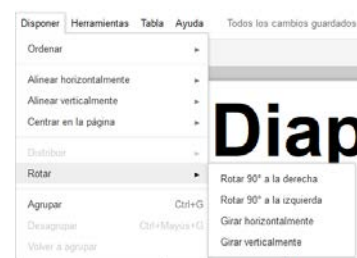 Disponer Herramientas Tabla Ayuda Todos los cambios guardados
Ordenar
Alinear horizontalmente
Alinear verticalmente
Centrar en la página
Distribuir
Rotar
Agrupar Ctrl+G
Desagrupar Ctrl+Mayús+G
Volver a agrupar
Diap
Rotar 90° a la derecha
Rotar 90° a la izquierda
Girar horizontalmente
Girar verticalmente